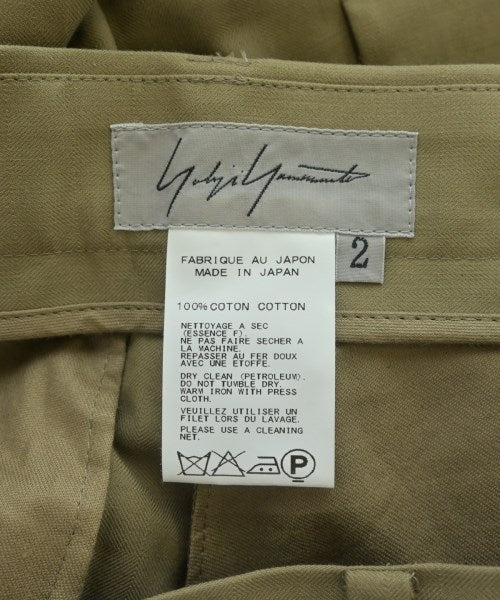 Yohji Yamamoto
2
FABRIQUE AU JAPON
MADE IN JAPAN
100% COTON COTTON
NETTOYAGE A SEC
(ESSENCE F).
NE PAS FAIRE SECHER A
LA MACHINE.
REPASSER AU FER DOUX
AVEC UNE ETOFFE.
DRY CLEAN (PETROLEUM).
DO NOT TUMBLE DRY.
WARM IRON WITH PRESS
CLOTH.
VEUILLEZ UTILISER UN
FILET LORS DU LAVAGE.
PLEASE USE A CLEANING
NET.
P